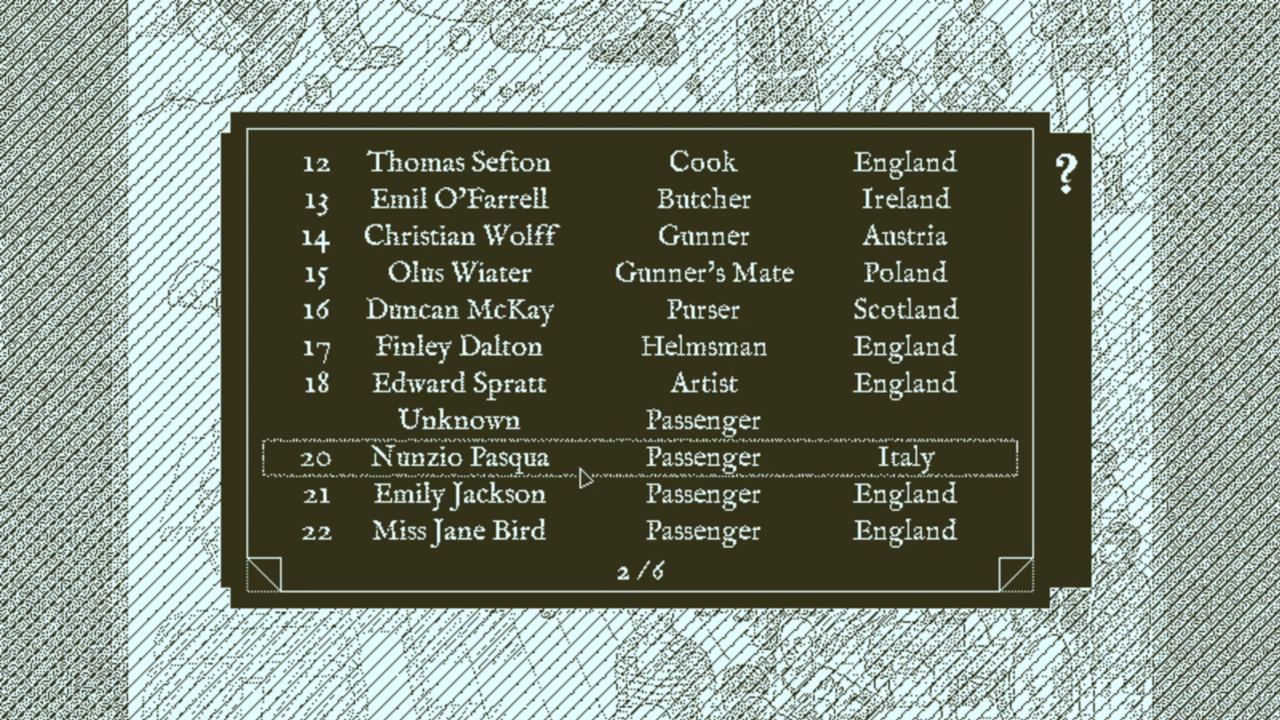 12 Thomas Sefton Cook England
13 Emil O'Farrell Butcher Ireland
14 Christian Wolff Gunner Austria
15 Olus Wiater Gunner's Mate Poland
16 Duncan McKay Purser Scotland
17 Finley Dalton Helmsman England
18 Edward Spratt Artist England
Unknown Passenger
20 Nunzio Pasqua Passenger Italy
21 Emily Jackson Passenger England
22 Miss Jane Bird Passenger England
2 / 6
?